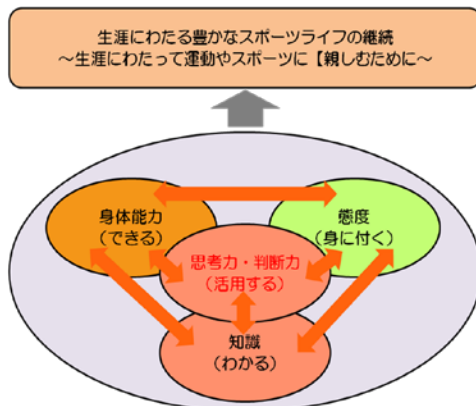 生涯にわたる豊かなスポーツライフの継続
～生涯にわたって運動やスポーツに【親しむために～
身体能力
（できる）
態度
（身に付く）
思考力・判断力
（活用する）
知識
（わかる）